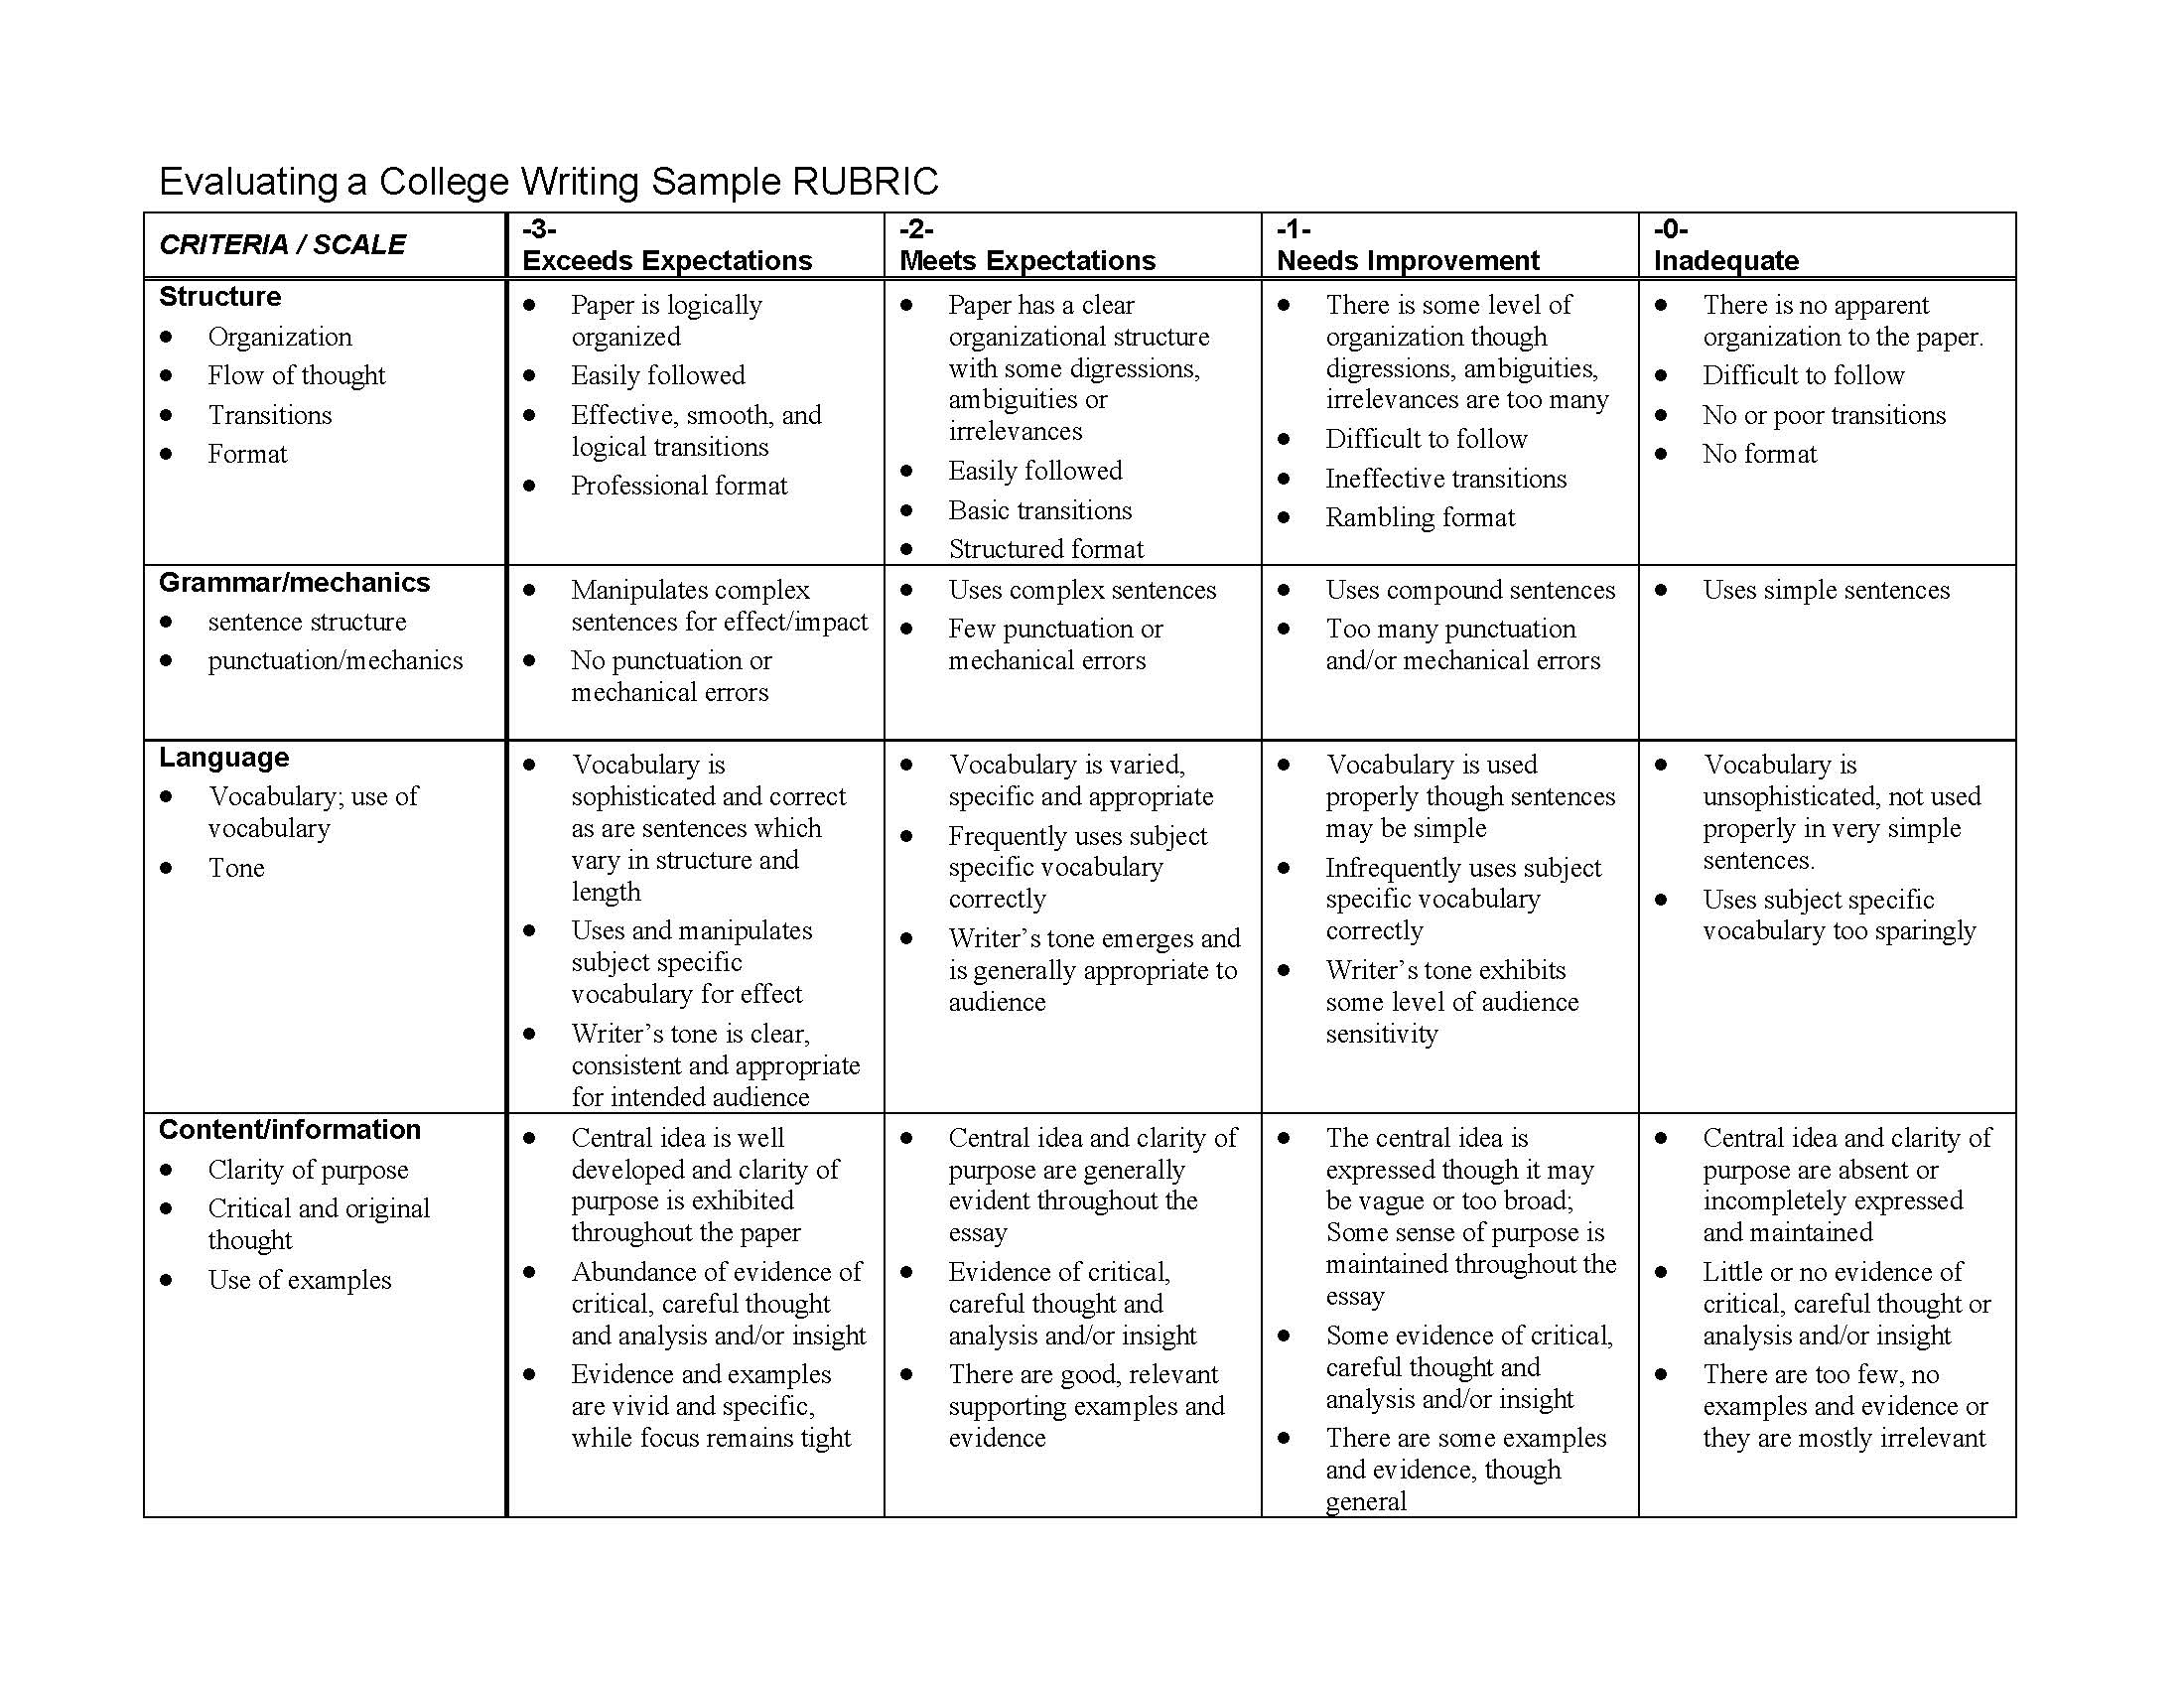 Evaluating a College Writing Sample RUBRIC
CRITERIA / SCALE
-3-
Exceeds Expectations
-2-
Meets Expectations
-1-
Needs Improvement
-0-
Inadequate
Structure
● Organization
● Flow of thought
● Transitions
● Format
● Paper is logically
organized
● Easily followed
● Effective, smooth, and
logical transitions
● Professional format
● Paper has a clear
organizational structure
with some digressions,
ambiguities or
irrelevances
● Easily followed
● Basic transitions
● Structured format
● There is some level of
organization though
digressions, ambiguities,
irrelevances are too many
● Difficult to follow
● Ineffective transitions
● Rambling format
● There is no apparent
organization to the paper.
● Difficult to follow
● No or poor transitions
● No format
Grammar/mechanics
● sentence structure
● punctuation/mechanics
● Manipulates complex
sentences for effect/impact
● No punctuation or
mechanical errors
● Uses complex sentences
● Few punctuation or
mechanical errors
● Uses compound sentences
● Too many punctuation
and/or mechanical errors
● Uses simple sentences
Language
● Vocabulary; use of
vocabulary
● Tone
● Vocabulary is
sophisticated and correct
as are sentences which
vary in structure and
length
● Uses and manipulates
subject specific
vocabulary for effect
● Writer’s tone is clear,
consistent and appropriate
for intended audience
● Vocabulary is varied,
specific and appropriate
● Frequently uses subject
specific vocabulary
correctly
● Writer’s tone emerges and
is generally appropriate to
audience
● Vocabulary is used
properly though sentences
may be simple
● Infrequently uses subject
specific vocabulary
correctly
● Writer’s tone exhibits
some level of audience
sensitivity
● Vocabulary is
unsophisticated, not used
properly in very simple
sentences.
● Uses subject specific
vocabulary too sparingly
Content/information
● Clarity of purpose
● Critical and original
thought
● Use of examples
● Central idea is well
developed and clarity of
purpose is exhibited
throughout the paper
● Abundance of evidence of
critical, careful thought
and analysis and/or insight
● Evidence and examples
are vivid and specific,
while focus remains tight
● Central idea and clarity of
purpose are generally
evident throughout the
essay
● Evidence of critical,
careful thought and
analysis and/or insight
● There are good, relevant
supporting examples and
evidence
● The central idea is
expressed though it may
be vague or too broad;
Some sense of purpose is
maintained throughout the
essay
● Some evidence of critical,
careful thought and
analysis and/or insight
● There are some examples
and evidence, though
general
● Central idea and clarity of
purpose are absent or
incompletely expressed
and maintained
● Little or no evidence of
critical, careful thought or
analysis and/or insight
● There are too few, no
examples and evidence or
they are mostly irrelevant